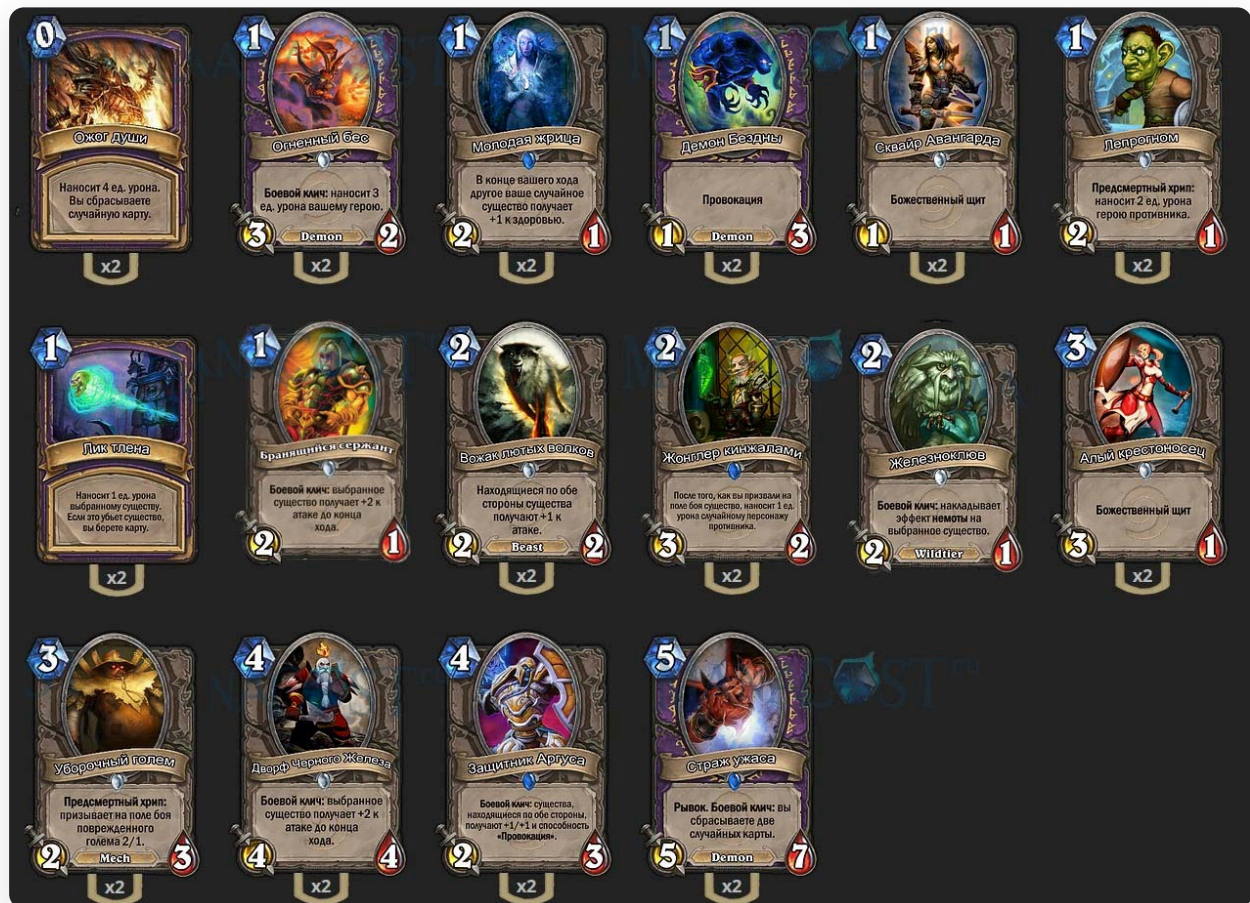 0
Ожог души
Наносит 4 ед. урона.
Вы сбрасываете
случайную карту.
x2
1
Огненный бес
Боевой клич: наносит 3
ед. урона вашему герою.
3
Demon
2
x2
1
Молодая жрица
В конце вашего хода
другое ваше случайное
существо получает
+1 к здоровью.
2
1
x2
1
Демон Бездны
Провокация
1
Demon
3
x2
1
Сквайр Авангарда
Божественный щит
1
1
x2
1
Лепрогном
Предсмертный хрип:
наносит 2 ед. урона
герою противника.
2
1
x2
1
Лик тлена
Наносит 1 ед. урона
выбранному существу.
Если это убьет существо,
вы берете карту.
x2
1
Бранящийся сержант
Боевой клич: выбранное
существо получает +2 к
атаке до конца
хода.
2
1
2
Вожак лютых волков
Находящиеся по обе
стороны существа
получают +1 к
атаке.
2
Beast
2
x2
2
Жонглер кинжалами
После того, как вы призвали на
поле боя существо, наносит 1 ед.
урона случайному персонажу
противника.
3
2
x2
2
Железноклюв
Боевой клич: накладывает
эффект немоты на
выбранное существо.
2
Wildtier
1
3
Алый крестоносец
Божественный щит
3
1
x2
3
Уборочный голем
Предсмертный хрип:
призывает на поле боя
поврежденного
голема 2/1.
2
Mech
3
x2
4
Дворф Черного Железа
Боевой клич: выбранное
существо получает +2 к
атаке до конца
хода.
4
4
x2
4
Защитник Аргуса
Боевой клич: существа,
находящиеся по обе стороны,
получают +1/+1 и способность
«Провокация».
2
3
x2
5
Страж ужаса
Рывок. Боевой клич: вы
сбрасываете две
случайных карты.
5
Demon
7
x2